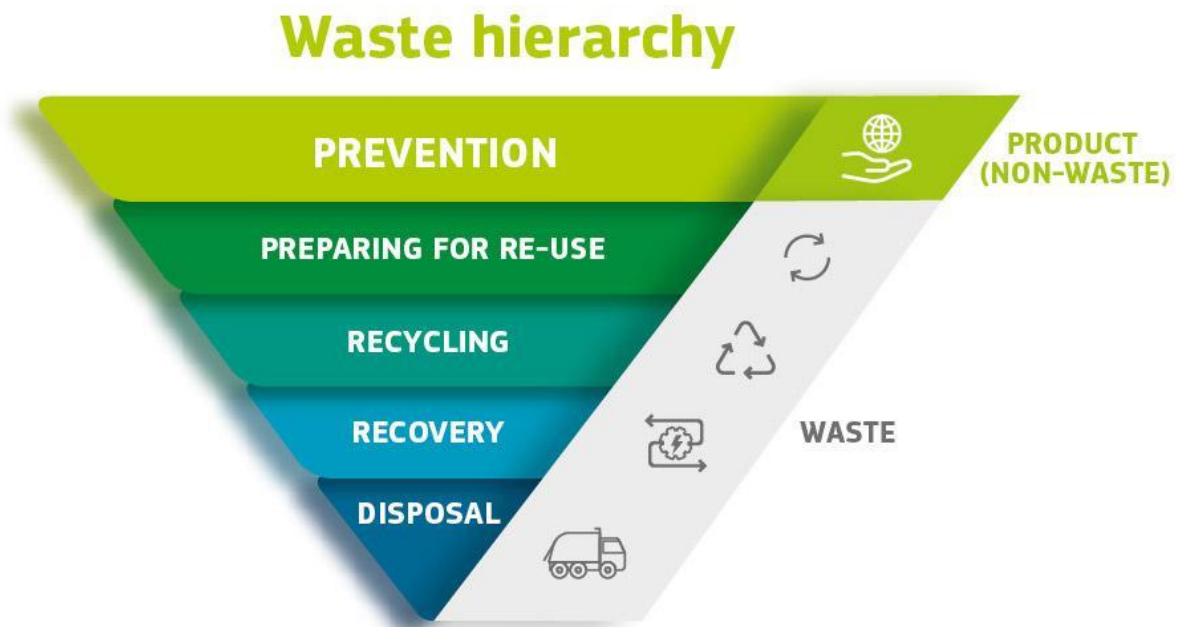 Waste hierarchy
PREVENTION
PRODUCT
(NON-WASTE)
PREPARING FOR RE-USE
RECYCLING
RECOVERY
WASTE
DISPOSAL